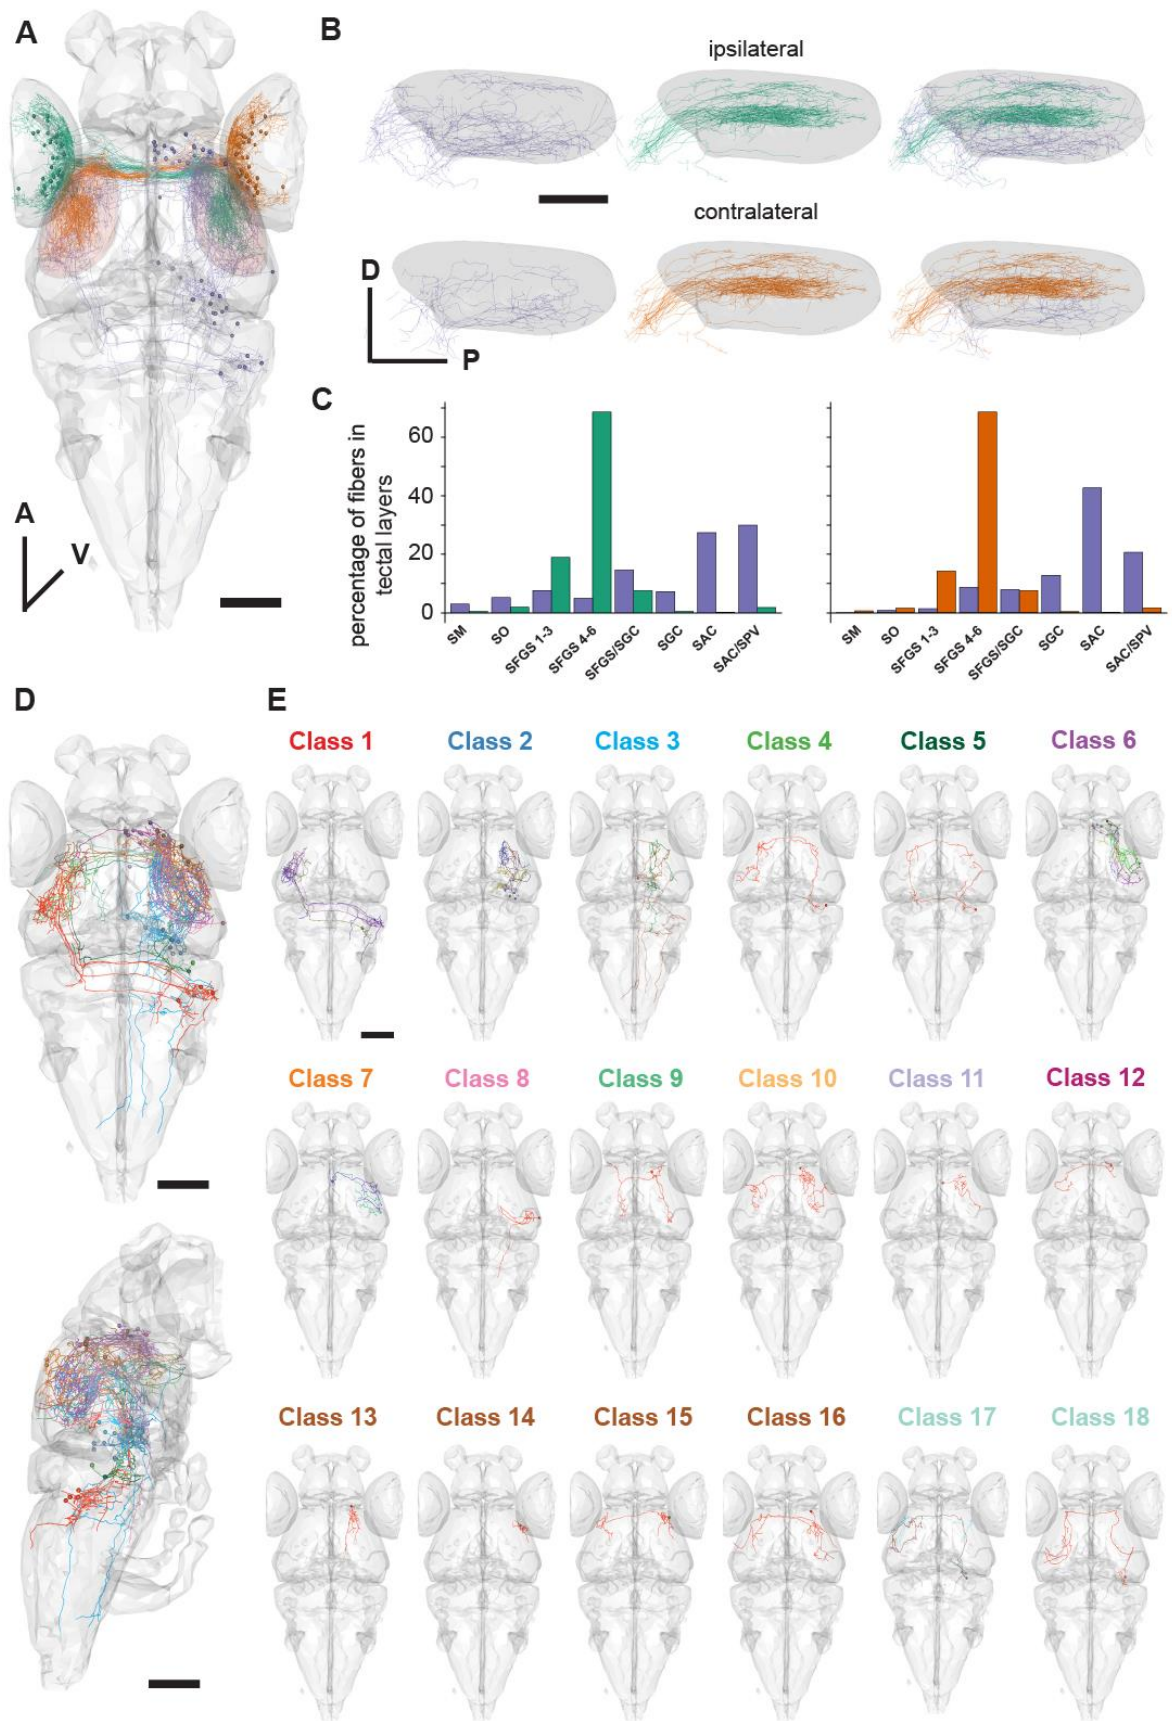 A
B
ipsilateral
contralateral
D
P
C
percentage of fibers in
tectal layers
60
40
20
0
SM
SO
SFGS 1-3
SFGS 4-6
SFGS/SGC
SGC
SAC
SAC/SPV
SM
SO
SFGS 1-3
SFGS 4-6
SFGS/SGC
SGC
SAC
SAC/SPV
A
V
D
E
Class 1
Class 2
Class 3
Class 4
Class 5
Class 6
Class 7
Class 8
Class 9
Class 10
Class 11
Class 12
Class 13
Class 14
Class 15
Class 16
Class 17
Class 18